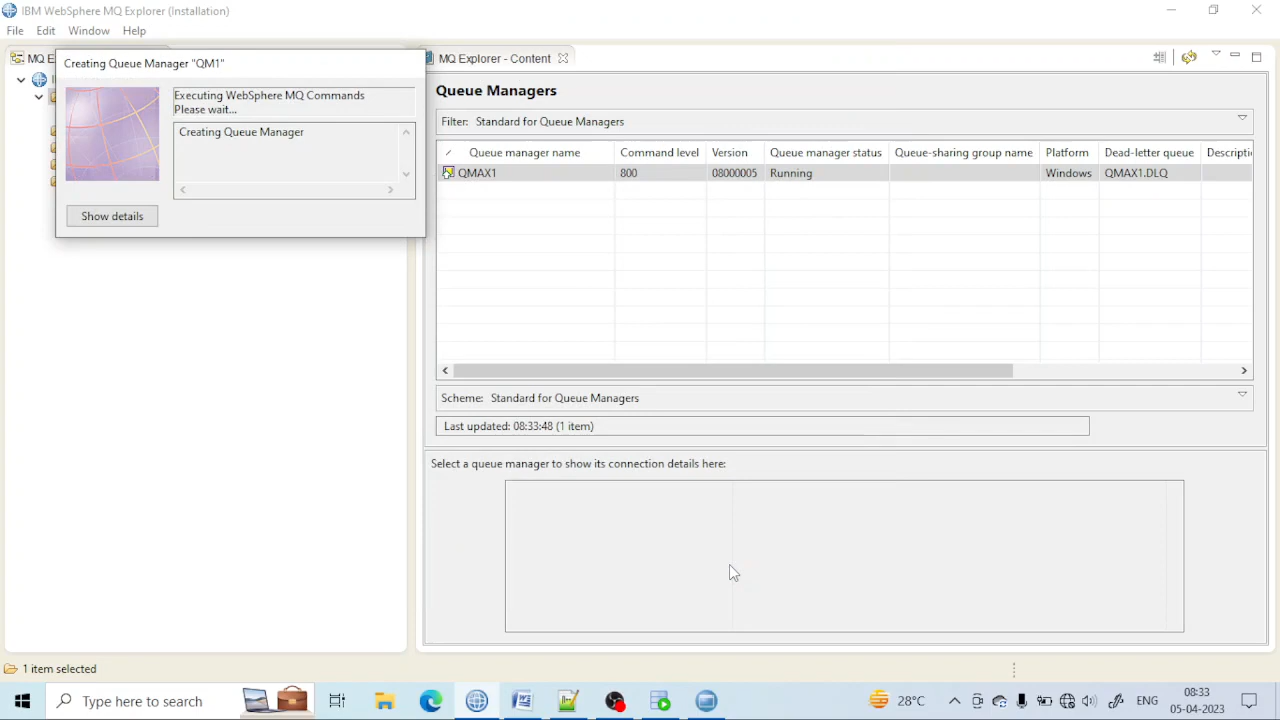 IBM WebSphere MQ Explorer (Installation)
File Edit Window Help
MQ E
MQ Explorer - Content
Creating Queue Manager "QM1"
Executing WebSphere MQ Commands
Please wait...
Creating Queue Manager
Show details
Queue Managers
Filter: Standard for Queue Managers
Queue manager name Command level Version Queue manager status Queue-sharing group name Platform Dead-letter queue Descripti
QMAX1 800 08000005 Running Windows QMAX1.DLQ
Scheme: Standard for Queue Managers
Last updated: 08:33:48 (1 item)
Select a queue manager to show its connection details here:
1 item selected
Type here to search
28°C
ENG
08:33
05-04-2023